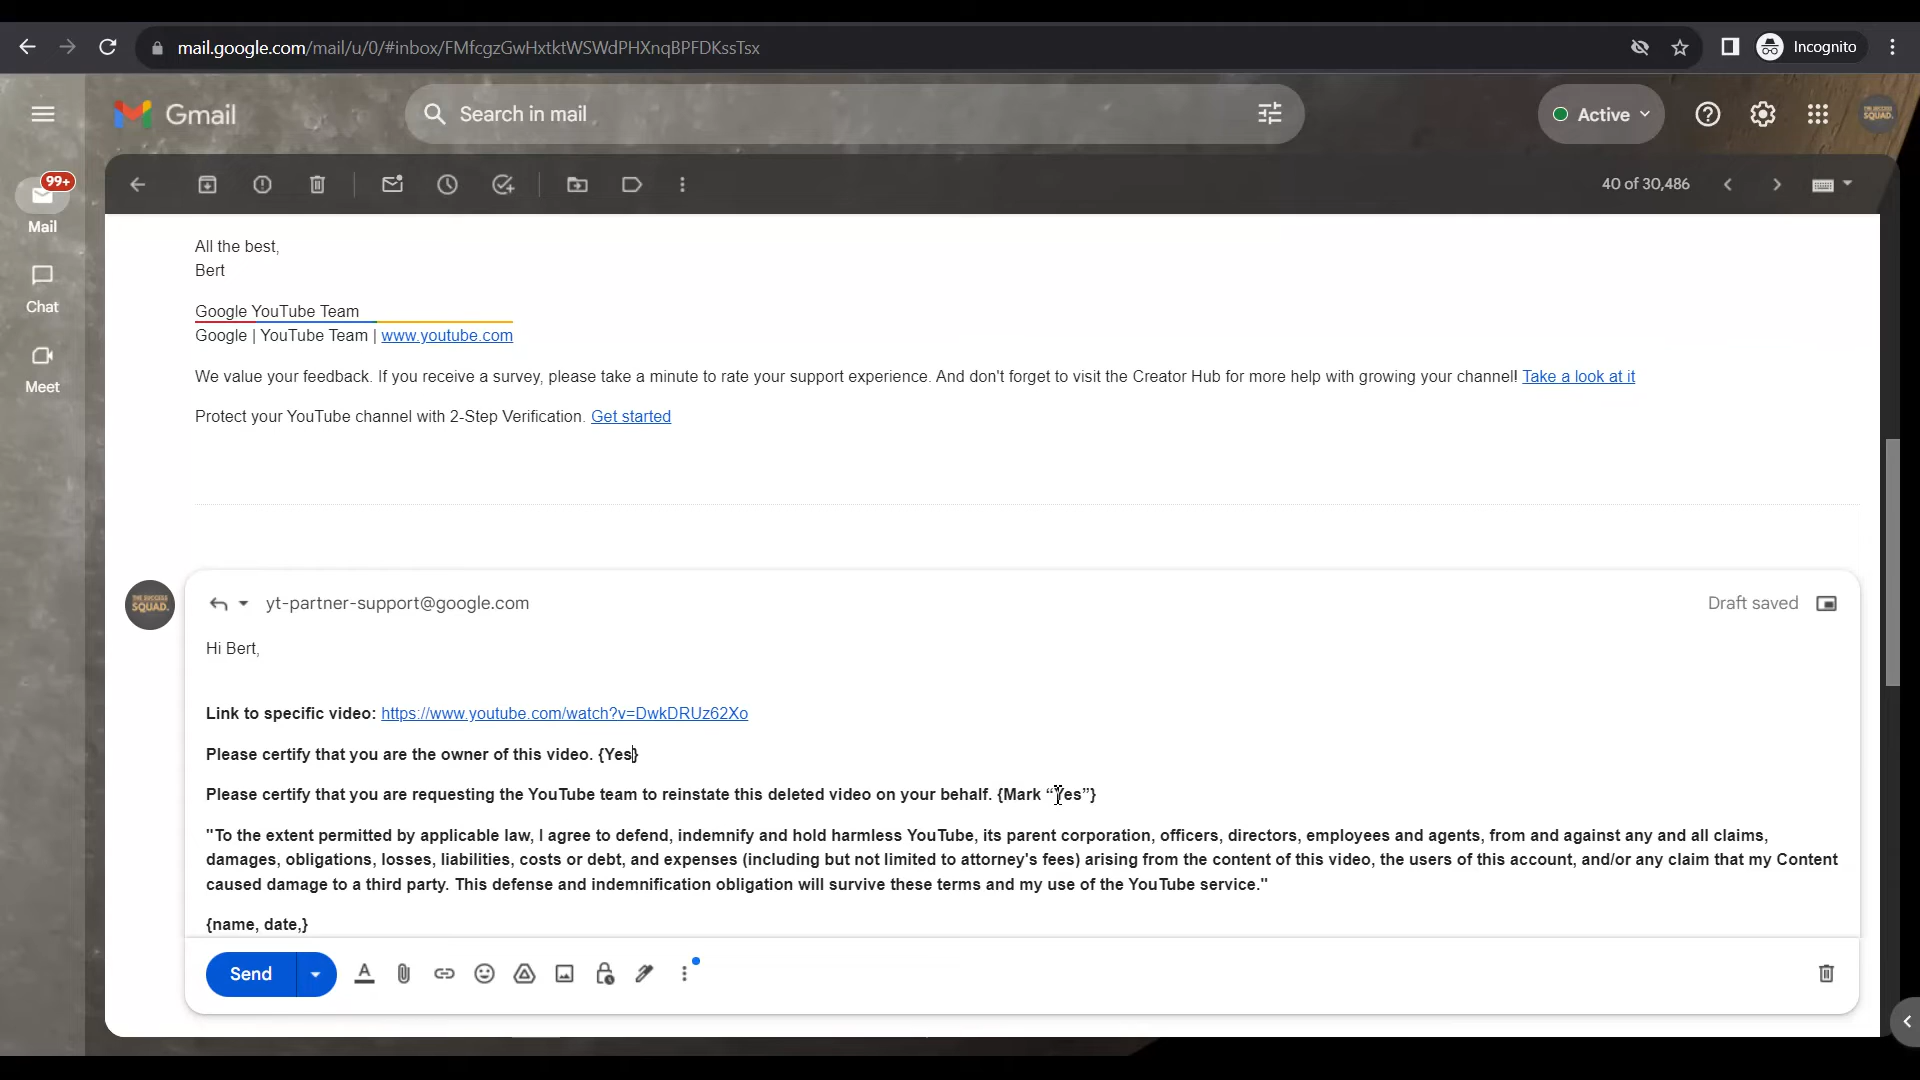 mail.google.com/mail/u/0/#inbox/FMfcgzGwHxtktWSWdPHXnqBPFDKssTsx
Incognito
Gmail
Search in mail
Active
THE SUCCESS
SQUAD.
99+
Mail
Chat
Meet
40 of 30,486
All the best,
Bert
Google YouTube Team
Google | YouTube Team | www.youtube.com
We value your feedback. If you receive a survey, please take a minute to rate your support experience. And don't forget to visit the Creator Hub for more help with growing your channel! Take a look at it
Protect your YouTube channel with 2-Step Verification. Get started
THE SUCCESS
SQUAD.
yt-partner-support@google.com
Draft saved
Hi Bert,
Link to specific video: https://www.youtube.com/watch?v=DwkDRUz62Xo
Please certify that you are the owner of this video. {Yes}
Please certify that you are requesting the YouTube team to reinstate this deleted video on your behalf. {Mark “Yes”}
"To the extent permitted by applicable law, I agree to defend, indemnify and hold harmless YouTube, its parent corporation, officers, directors, employees and agents, from and against any and all claims,
damages, obligations, losses, liabilities, costs or debt, and expenses (including but not limited to attorney's fees) arising from the content of this video, the users of this account, and/or any claim that my Content
caused damage to a third party. This defense and indemnification obligation will survive these terms and my use of the YouTube service."
{name, date,}
Send